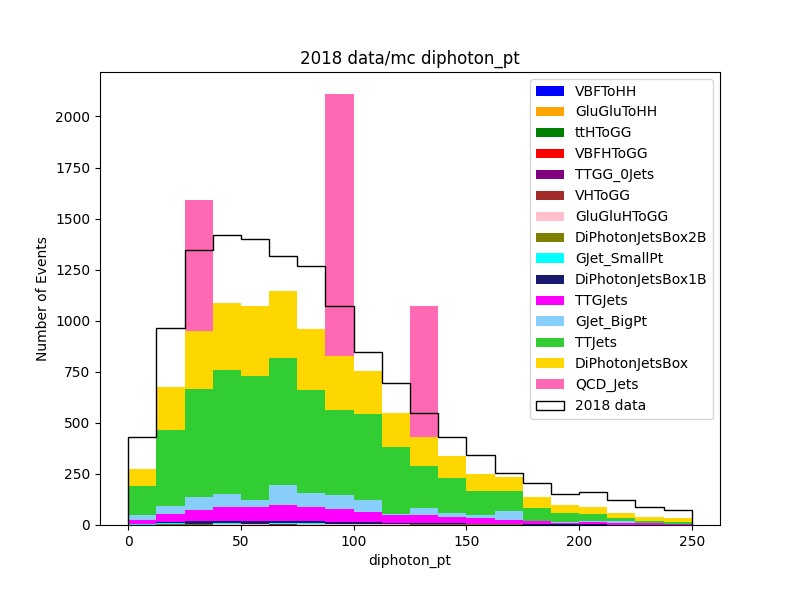 2018 data/mc diphoton_pt
Number of Events
2000
1750
1500
1250
1000
750
500
250
0
0
50
100
150
200
250
diphoton_pt
VBFToHH
GluGluToHH
ttHToGG
VBFHToGG
TTGG_0Jets
VHToGG
GluGluHToGG
DiPhotonJetsBox2B
GJet_SmallPt
DiPhotonJetsBox1B
TTGJets
GJet_BigPt
TTJets
DiPhotonJetsBox
QCD_Jets
2018 data